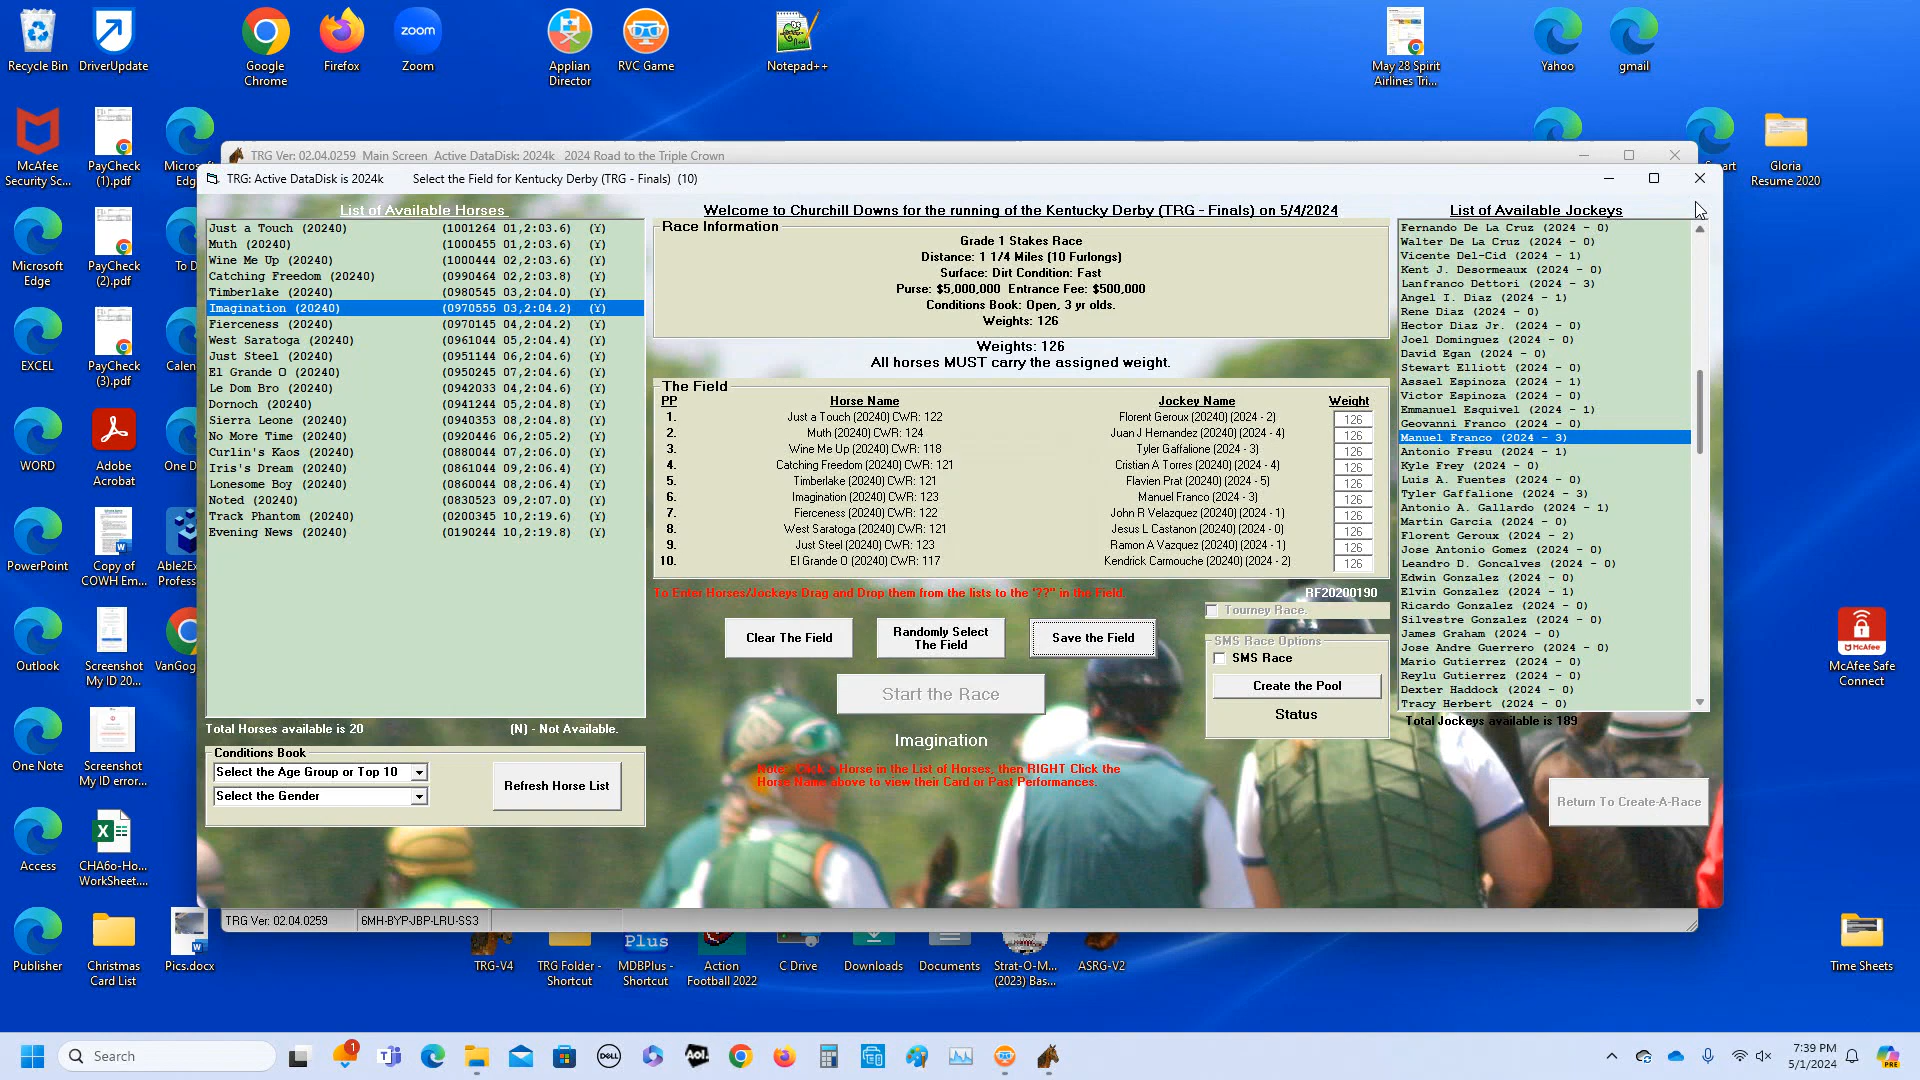 Recycle Bin
DriverUpdate
Google
Chrome
Firefox
zoom
Zoom
Applian
Director
RVC Game
Notepad++
May 28 Spirit
Airlines Tri...
Yahoo
gmail
McAfee
Security Sc...
PayCheck
(1).pdf
Gloria
Resume 2020
TRG Ver: 02.04.0259 Main Screen Active DataDisk: 2024k 2024 Road to the Triple Crown
TRG: Active DataDisk is 2024k Select the Field for Kentucky Derby (TRG - Finals) (10)
List of Available Horses
Just a Touch (20240) (1001264 01,2:03.6) (Y)
Muth (20240) (1000455 01,2:03.6) (Y)
Wine Me Up (20240) (1000444 02,2:03.6) (Y)
Catching Freedom (20240) (0990464 02,2:03.8) (Y)
Timberlake (20240) (0980545 03,2:04.0) (Y)
Imagination (20240) (0970555 03,2:04.2) (Y)
Fierceness (20240) (0970145 04,2:04.2) (Y)
West Saratoga (20240) (0961044 05,2:04.4) (Y)
Just Steel (20240) (0951144 06,2:04.6) (Y)
El Grande O (20240) (0950245 07,2:04.6) (Y)
Le Dom Bro (20240) (0942033 04,2:04.6) (Y)
Dornoch (20240) (0941244 05,2:04.8) (Y)
Sierra Leone (20240) (0940353 08,2:04.8) (Y)
No More Time (20240) (0920446 06,2:05.2) (Y)
Curlin's Kaos (20240) (0880044 07,2:06.0) (Y)
Iris's Dream (20240) (0861044 09,2:06.4) (Y)
Lonesome Boy (20240) (0860044 08,2:06.4) (Y)
Noted (20240) (0830523 09,2:07.0) (Y)
Track Phantom (20240) (0200345 10,2:19.6) (Y)
Evening News (20240) (0190244 10,2:19.8) (Y)
Total Horses available is 20 (N) - Not Available.
Conditions Book
Select the Age Group or Top 10
Select the Gender
Refresh Horse List
Welcome to Churchill Downs for the running of the Kentucky Derby (TRG - Finals) on 5/4/2024
Race Information
Grade 1 Stakes Race
Distance: 1 1/4 Miles (10 Furlongs)
Surface: Dirt Condition: Fast
Purse: $5,000,000 Entrance Fee: $500,000
Conditions Book: Open, 3 yr olds.
Weights: 126
Weights: 126
All horses MUST carry the assigned weight.
The Field
PP Horse Name Jockey Name Weight
1. Just a Touch (20240) CWR: 122 Florent Geroux (20240) (2024 - 2) 126
2. Muth (20240) CWR: 124 Juan J Hernandez (20240) (2024 - 4) 126
3. Wine Me Up (20240) CWR: 118 Tyler Gaffalione (2024 - 3) 126
4. Catching Freedom (20240) CWR: 121 Cristian A Torres (20240) (2024 - 4) 126
5. Timberlake (20240) CWR: 121 Flavien Prat (20240) (2024 - 5) 126
6. Imagination (20240) CWR: 123 Manuel Franco (2024 - 3) 126
7. Fierceness (20240) CWR: 122 John R Velazquez (20240) (2024 - 1) 126
8. West Saratoga (20240) CWR: 121 Jesus L Castanon (20240) (2024 - 0) 126
9. Just Steel (20240) CWR: 123 Ramon A Vazquez (20240) (2024 - 1) 126
10. El Grande O (20240) CWR: 117 Kendrick Carmouche (20240) (2024 - 2) 126
To Enter Horses/Jockeys Drag and Drop them from the lists to the "??" in the Field.
RF20200190
Tourney Race.
Clear The Field
Randomly Select
The Field
Save the Field
Start the Race
SMS Race Options
SMS Race
Create the Pool
Status
Imagination
Note: Click a Horse in the List of Horses, then RIGHT Click the
Horse Name above to view their Card or Past Performances.
List of Available Jockeys
Fernando De La Cruz (2024 - 0)
Walter De La Cruz (2024 - 0)
Vicente Del-Cid (2024 - 1)
Kent J. Desormeaux (2024 - 0)
Lanfranco Dettori (2024 - 3)
Angel I. Diaz (2024 - 1)
Rene Diaz (2024 - 0)
Hector Diaz Jr. (2024 - 0)
Joel Dominguez (2024 - 0)
David Egan (2024 - 0)
Stewart Elliott (2024 - 0)
Assael Espinoza (2024 - 1)
Victor Espinoza (2024 - 0)
Emmanuel Esquivel (2024 - 1)
Geovanni Franco (2024 - 0)
Manuel Franco (2024 - 3)
Antonio Fresu (2024 - 1)
Kyle Frey (2024 - 0)
Luis A. Fuentes (2024 - 0)
Tyler Gaffalione (2024 - 3)
Antonio A. Gallardo (2024 - 1)
Martin Garcia (2024 - 0)
Florent Geroux (2024 - 2)
Jose Antonio Gomez (2024 - 0)
Leandro D. Goncalves (2024 - 0)
Edwin Gonzalez (2024 - 0)
Elvin Gonzalez (2024 - 1)
Ricardo Gonzalez (2024 - 0)
Silvestre Gonzalez (2024 - 0)
James Graham (2024 - 0)
Jose Andre Guerrero (2024 - 0)
Mario Gutierrez (2024 - 0)
Reylu Gutierrez (2024 - 0)
Dexter Haddock (2024 - 0)
Tracy Herbert (2024 - 0)
Total Jockeys available is 189
Return To Create-A-Race
TRG Ver: 02.04.0259 6MH-BYP-JBP-LRU-SS3
Microsoft
Edge
PayCheck
(2).pdf
To D
EXCEL
PayCheck
(3).pdf
Calen
WORD
Adobe
Acrobat
One D
PowerPoint
Copy of
COWH Em...
Able2Ex
Profess
Outlook
Screenshot
My ID 20...
VanGog
One Note
Screenshot
My ID error...
Access
CHA6o-Ho...
WorkSheet....
Publisher
Christmas
Card List
Pics.docx
McAfee
McAfee Safe
Connect
Time Sheets
TRG-V4
TRG Folder -
Shortcut
Plus
MDBPlus -
Shortcut
Action
Football 2022
C Drive
Downloads
Documents
Strat-O-M...
(2023) Bas...
ASRG-V2
Search
1
DELL
Aol.
7:39 PM
5/1/2024
PRE